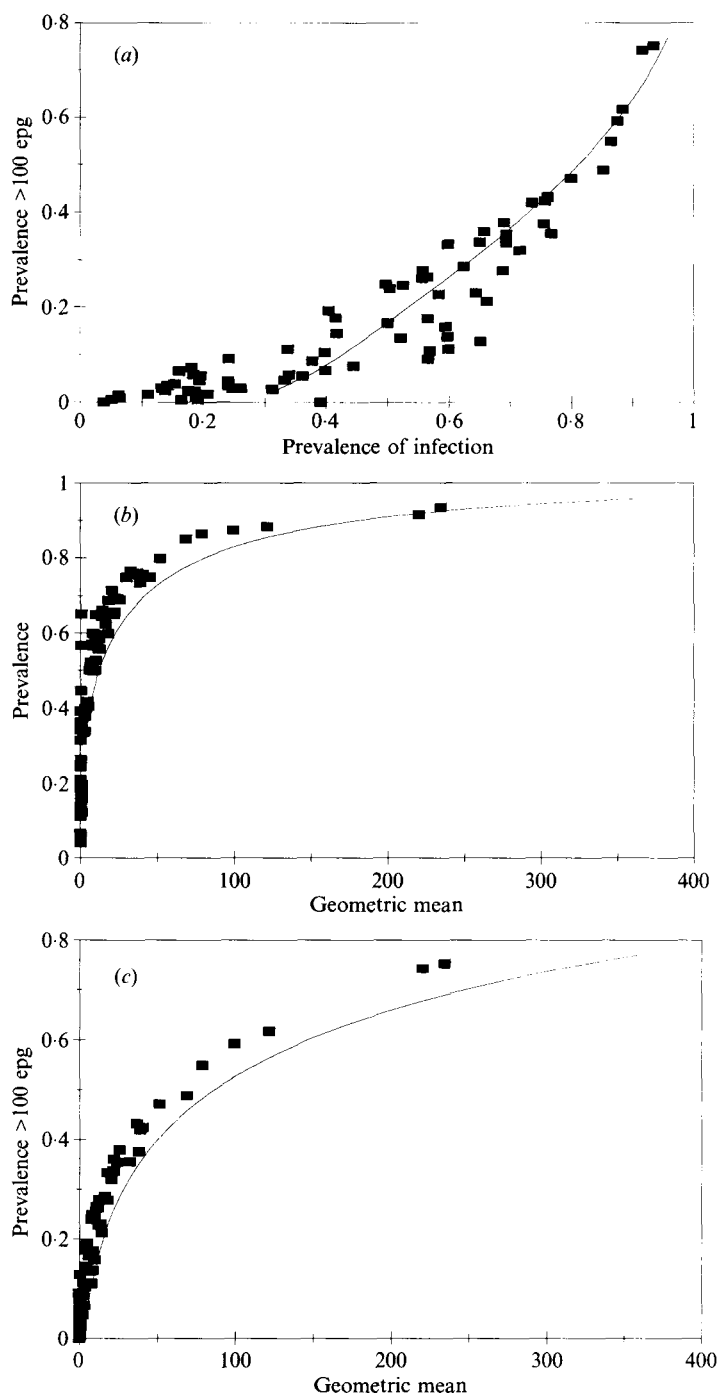 0·8
(a)
0·6
0·4
0·2
0
Prevalence >100 epg
0 0·2 0·4 0·6 0·8 1
Prevalence of infection
1
(b)
0·8
0·6
0·4
0·2
0
Prevalence
0 100 200 300 400
Geometric mean
0·8
(c)
0·6
0·4
0·2
0
Prevalence >100 epg
0 100 200 300 400
Geometric mean